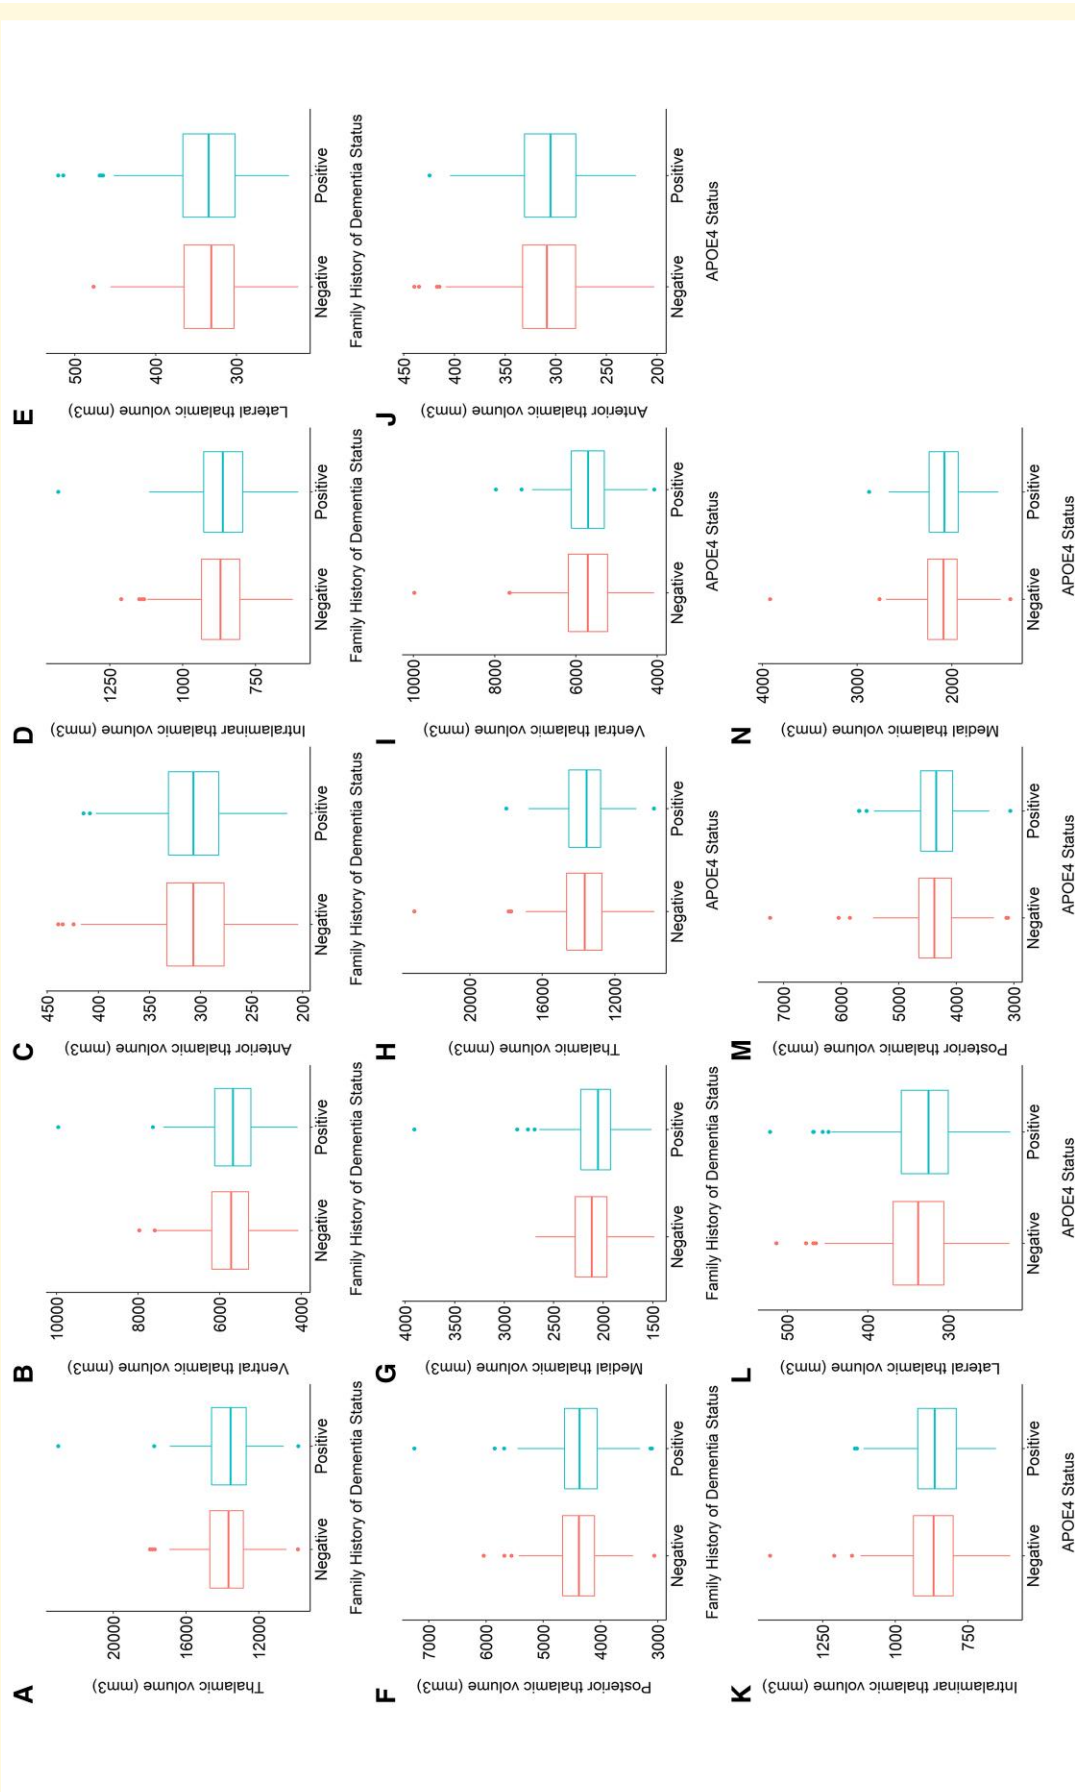 A
Thalamic volume (mm3)
20000
16000
12000
Negative
Positive
Family History of Dementia Status
B
Ventral thalamic volume (mm3)
10000
8000
6000
4000
Negative
Positive
Family History of Dementia Status
C
Anterior thalamic volume (mm3)
450
400
350
300
250
200
Negative
Positive
Family History of Dementia Status
D
Intralaminar thalamic volume (mm3)
1250
1000
750
Negative
Positive
Family History of Dementia Status
E
Lateral thalamic volume (mm3)
500
400
300
Negative
Positive
Family History of Dementia Status
F
Posterior thalamic volume (mm3)
7000
6000
5000
4000
3000
Negative
Positive
Family History of Dementia Status
G
Medial thalamic volume (mm3)
4000
3500
3000
2500
2000
1500
Negative
Positive
Family History of Dementia Status
H
Thalamic volume (mm3)
20000
16000
12000
Negative
Positive
APOE4 Status
I
Ventral thalamic volume (mm3)
10000
8000
6000
4000
Negative
Positive
APOE4 Status
J
Anterior thalamic volume (mm3)
450
400
350
300
250
200
Negative
Positive
APOE4 Status
K
Intralaminar thalamic volume (mm3)
1250
1000
750
Negative
Positive
APOE4 Status
L
Lateral thalamic volume (mm3)
500
400
300
Negative
Positive
APOE4 Status
M
Posterior thalamic volume (mm3)
7000
6000
5000
4000
3000
Negative
Positive
APOE4 Status
N
Medial thalamic volume (mm3)
4000
3000
2000
Negative
Positive
APOE4 Status